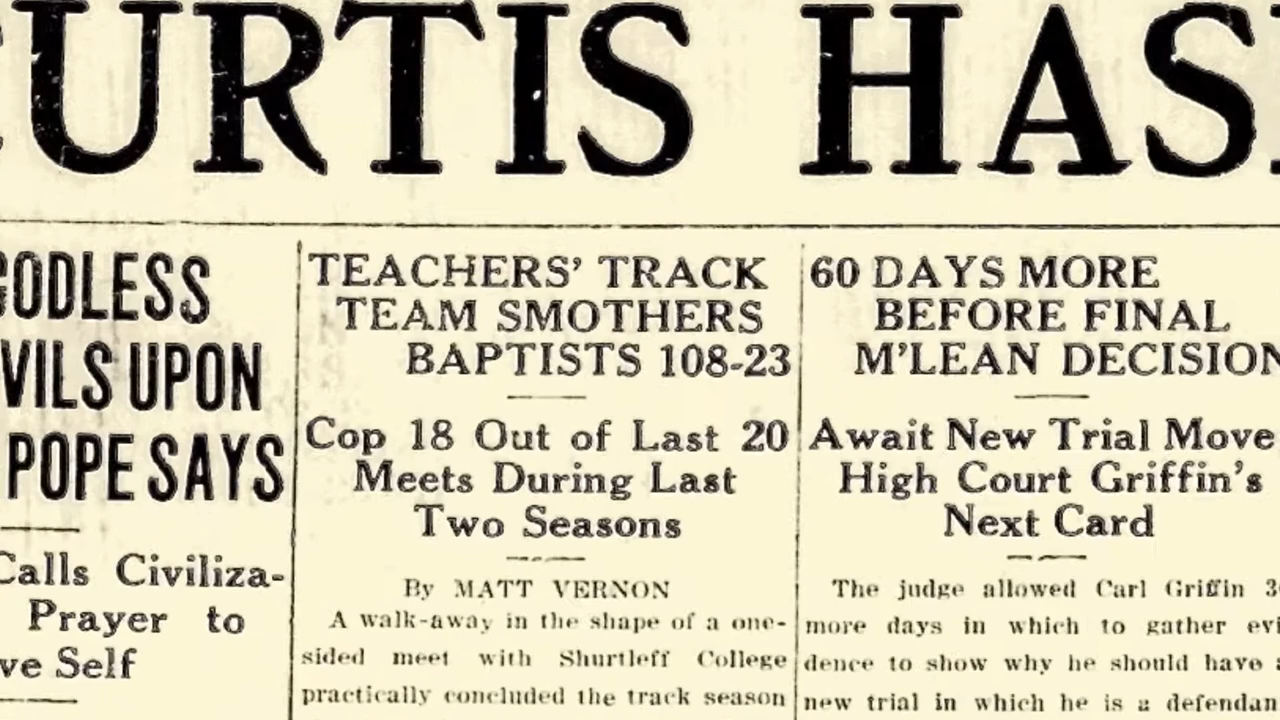 CURTIS HAS
GODLESS
VILS UPON
POPE SAYS
Calls Civiliza-
Prayer to
ve Self
TEACHERS' TRACK
TEAM SMOTHERS
BAPTISTS 108-23
Cop 18 Out of Last 20
Meets During Last
Two Seasons
By MATT VERNON
A walk-away in the shape of a one-
sided meet with Shurtleff College
practically concluded the track season
60 DAYS MORE
BEFORE FINAL
M'LEAN DECISION
Await New Trial Move
High Court Griffin's
Next Card
The judge allowed Carl Griffin 3
more days in which to gather evi
dence to show why he should have a
new trial in which he is a defendan